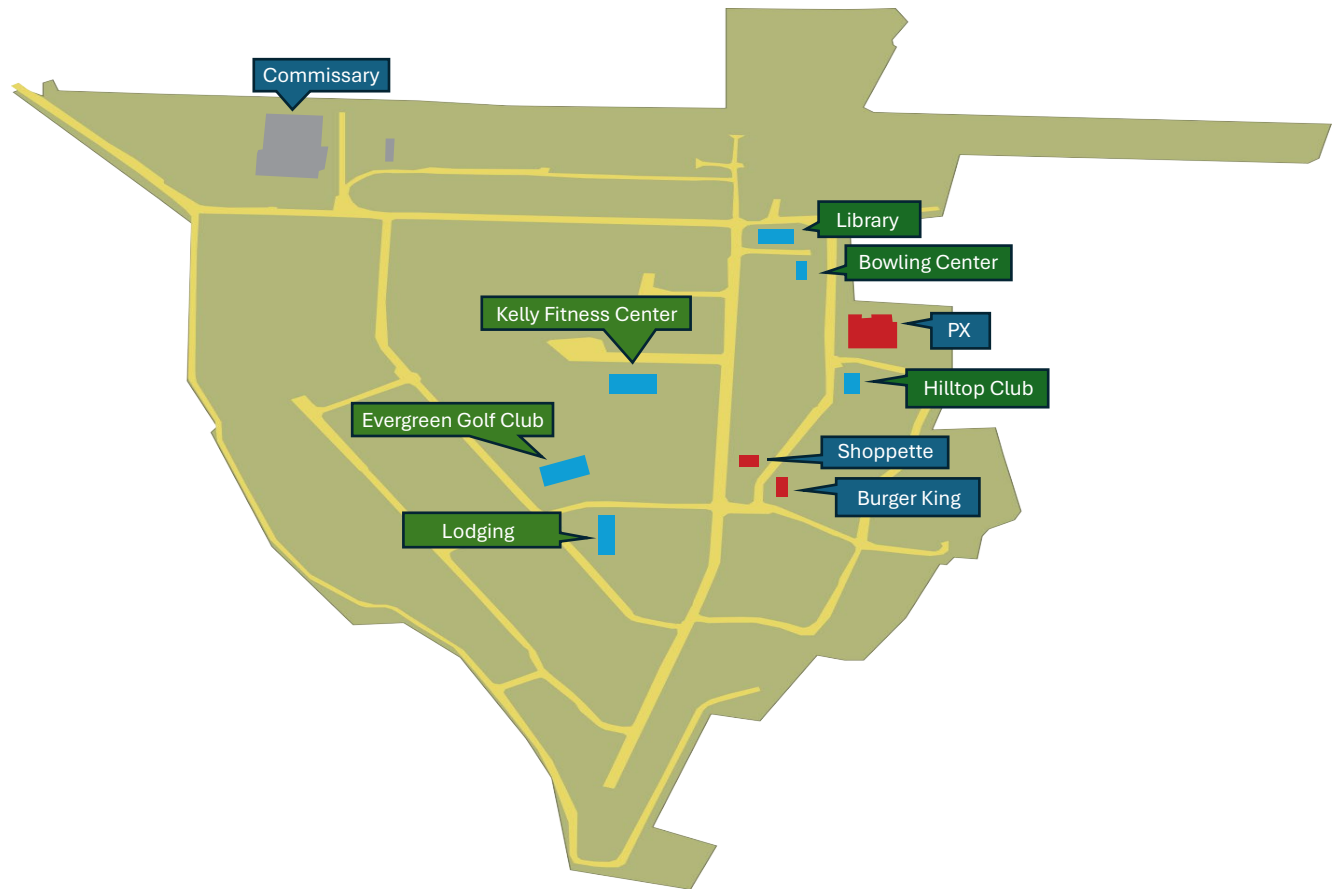 Commissary
Library
Bowling Center
Kelly Fitness Center
PX
Hilltop Club
Evergreen Golf Club
Shoppette
Burger King
Lodging